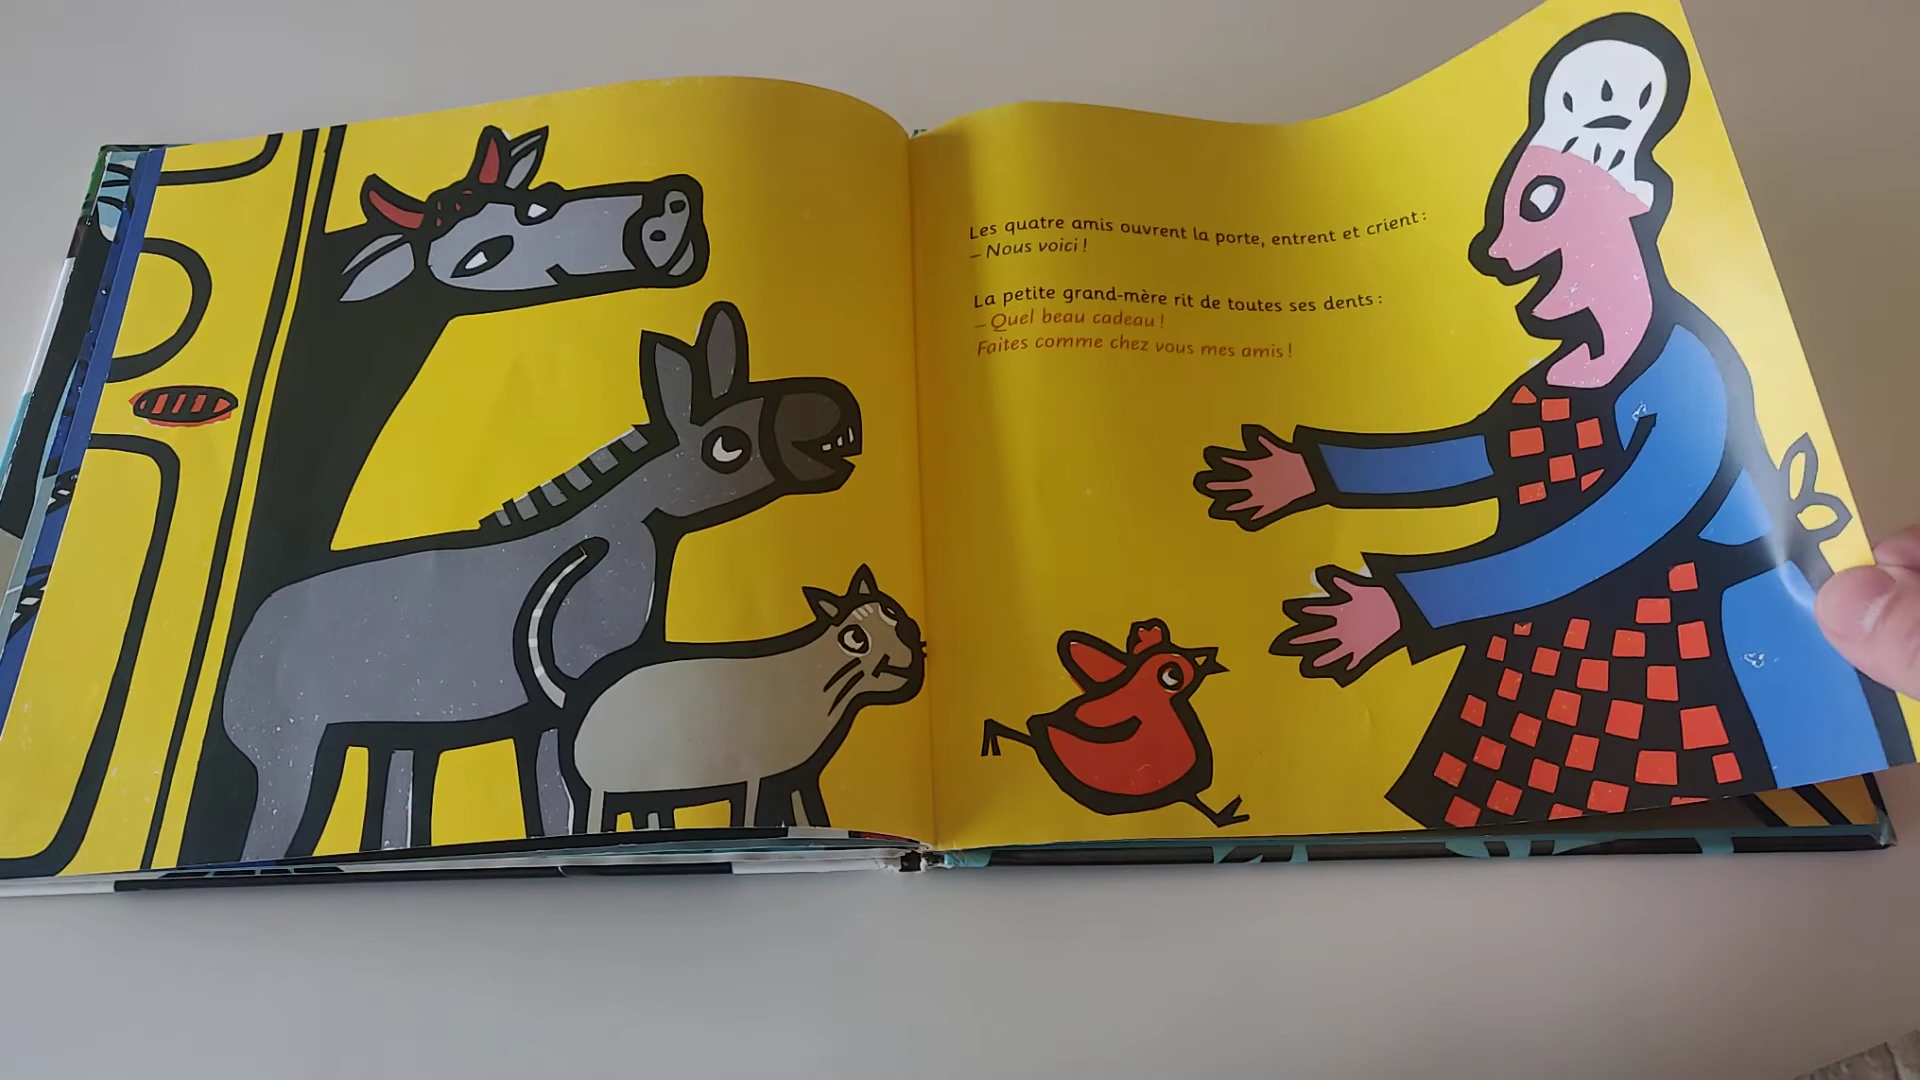 Les quatre amis ouvrent la porte, entrent et crient :
– Nous voici !
La petite grand-mère rit de toutes ses dents :
– Quel beau cadeau !
Faites comme chez vous mes amis !